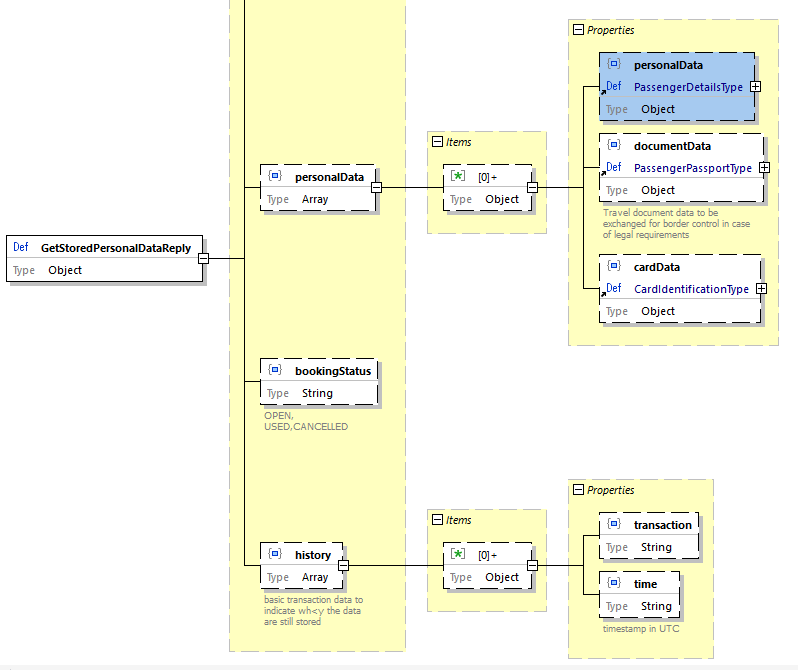 Properties
personalData
Def PassengerDetailsType
Type Object
documentData
Def PassengerPassportType
Type Object
Travel document data to be
exchanged for border control in case
of legal requirements
cardData
Def CardIdentificationType
Type Object
Items
[0]+
Type Object
personalData
Type Array
Def GetStoredPersonalDataReply
Type Object
bookingStatus
Type String
OPEN,
USED,CANCELLED
Properties
transaction
Type String
time
Type String
timestamp in UTC
Items
[0]+
Type Object
history
Type Array
basic transaction data to
indicate wh<y the data
are still stored